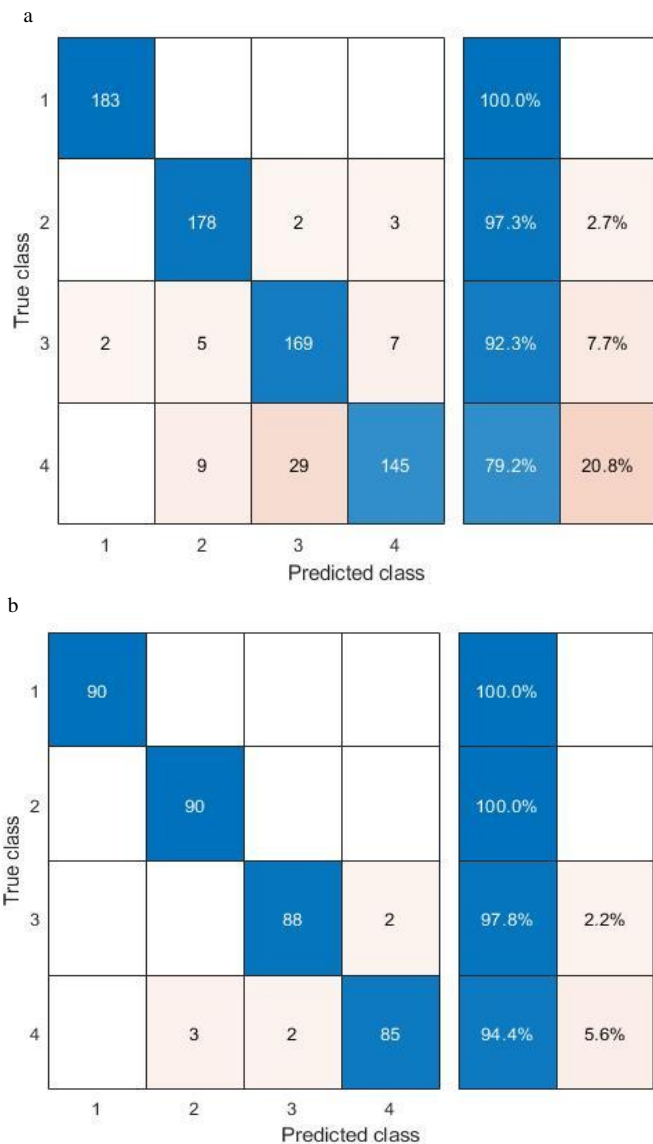 a
1 183 100.0%
2 178 2 3 97.3% 2.7%
3 2 5 169 7 92.3% 7.7%
4 9 29 145 79.2% 20.8%
True class
1 2 3 4
Predicted class
b
1 90 100.0%
2 90 100.0%
3 88 2 97.8% 2.2%
4 3 2 85 94.4% 5.6%
True class
1 2 3 4
Predicted class